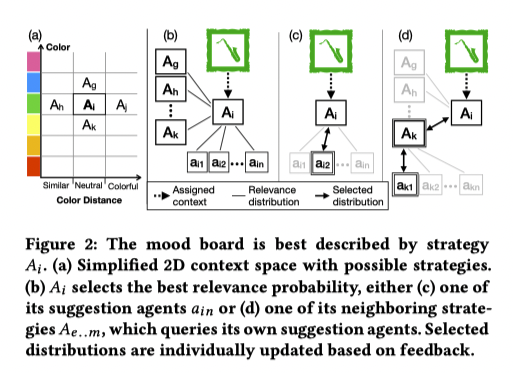 (a)
Color
Ag
Ah Ai Aj
Ak
Similar Neutral Colorful
Color Distance
(b)
Ag
Ah
Ak
Ai
ai1 ai2 ain
(c)
Ai
ai1 ai2 ain
(d)
Ag
Ah
Ak
Ai
ak1 ak2 akn
Assigned context
Relevance distribution
Selected distribution
Figure 2: The mood board is best described by strategy
Ai. (a) Simplified 2D context space with possible strategies.
(b) Ai selects the best relevance probability, either (c) one of
its suggestion agents ain or (d) one of its neighboring strate-
gies Ae..m, which queries its own suggestion agents. Selected
distributions are individually updated based on feedback.